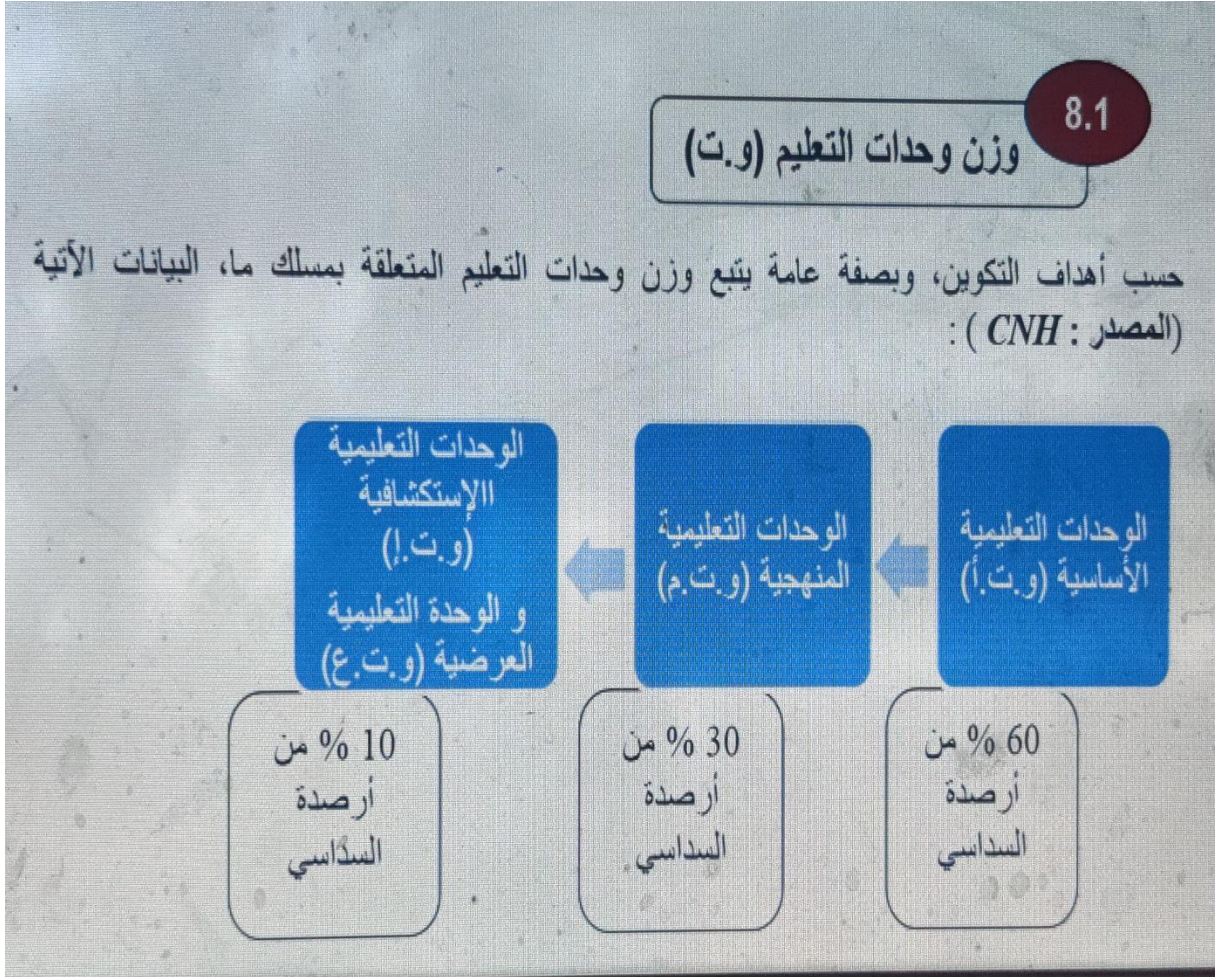 8.1
وزن وحدات التعليم (و.ت)
حسب أهداف التكوين، وبصفة عامة يتبع وزن وحدات التعليم المتعلقة بمسلك ما، البيانات الأتية
(المصدر : CNH ) :
الوحدات التعليمية
الأساسية (و.ت.أ)
الوحدات التعليمية
المنهجية (و.ت.م)
الوحدات التعليمية
االإستكشافية
(و.ت.إ)
و الوحدة التعليمية
العرضية (و.ت.ع)
60 % من
أرصدة
السداسي
30 % من
أرصدة
السداسي
10 % من
أرصدة
السداسي